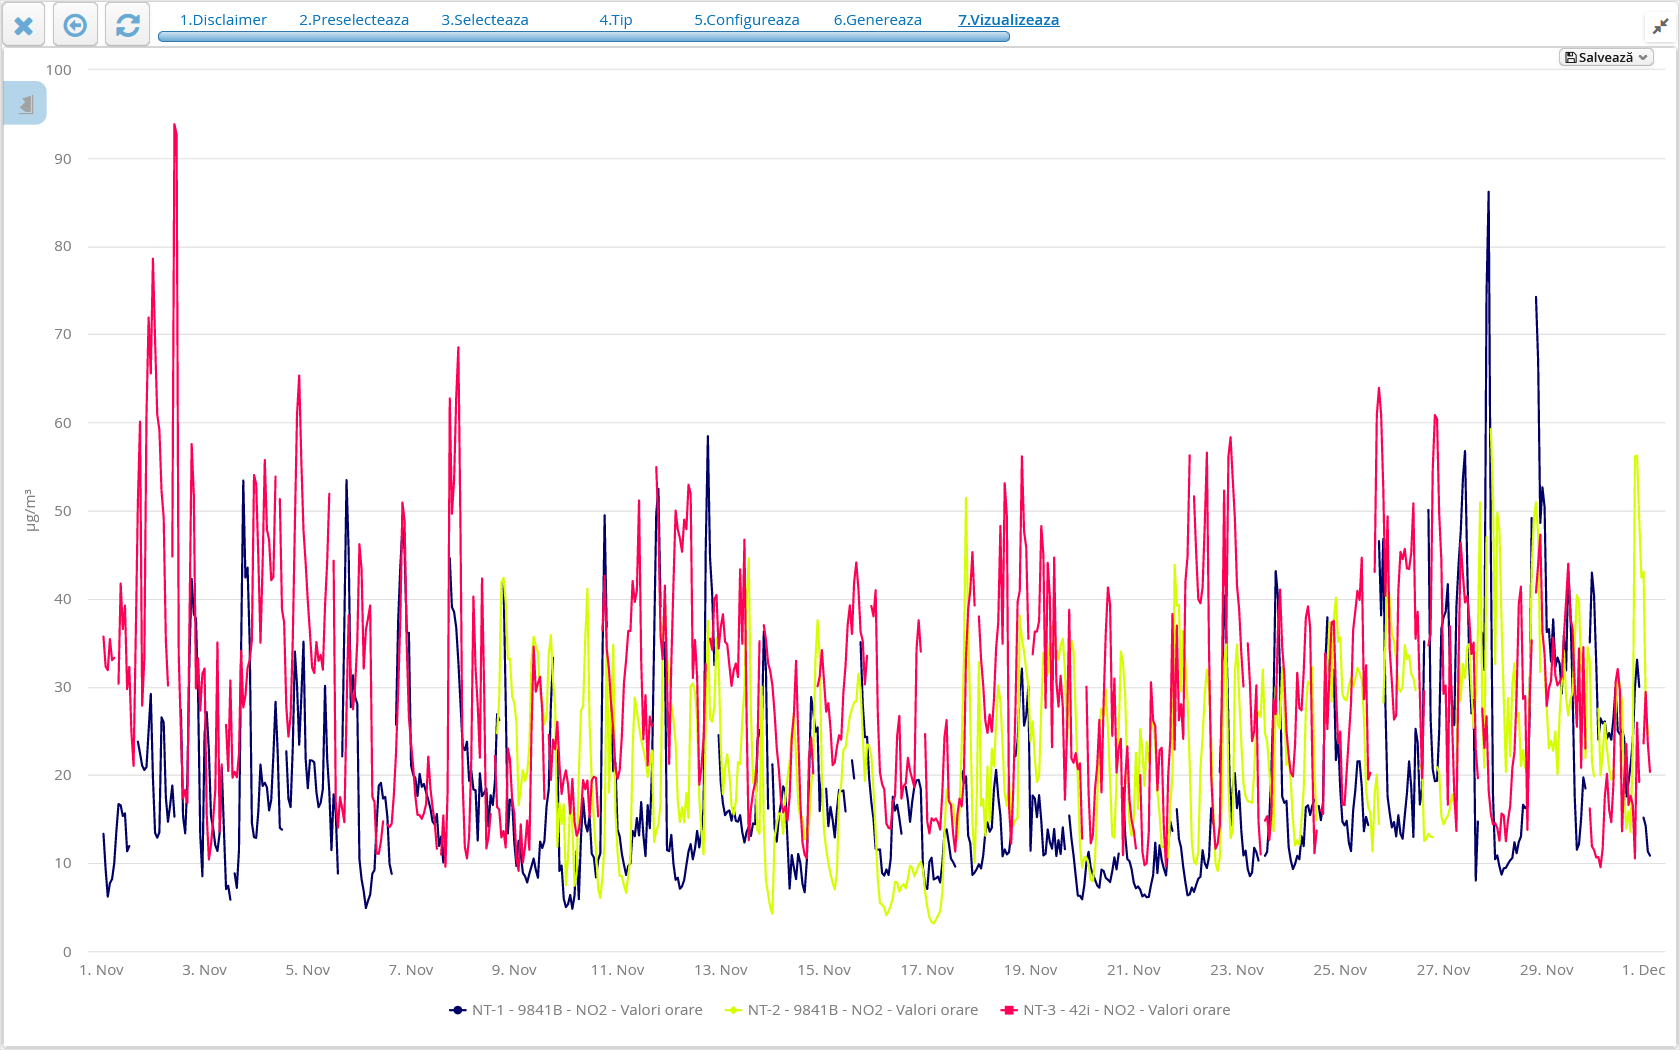 1.Disclaimer 2.Preselecteaza 3.Selecteaza 4.Tip 5.Configureaza 6.Genereaza 7.Vizualizeaza
Salvează
100
90
80
70
60
50
40
30
20
10
0
µg/m³
1. Nov 3. Nov 5. Nov 7. Nov 9. Nov 11. Nov 13. Nov 15. Nov 17. Nov 19. Nov 21. Nov 23. Nov 25. Nov 27. Nov 29. Nov 1. Dec
NT-1 - 9841B - NO2 - Valori orare NT-2 - 9841B - NO2 - Valori orare NT-3 - 42i - NO2 - Valori orare